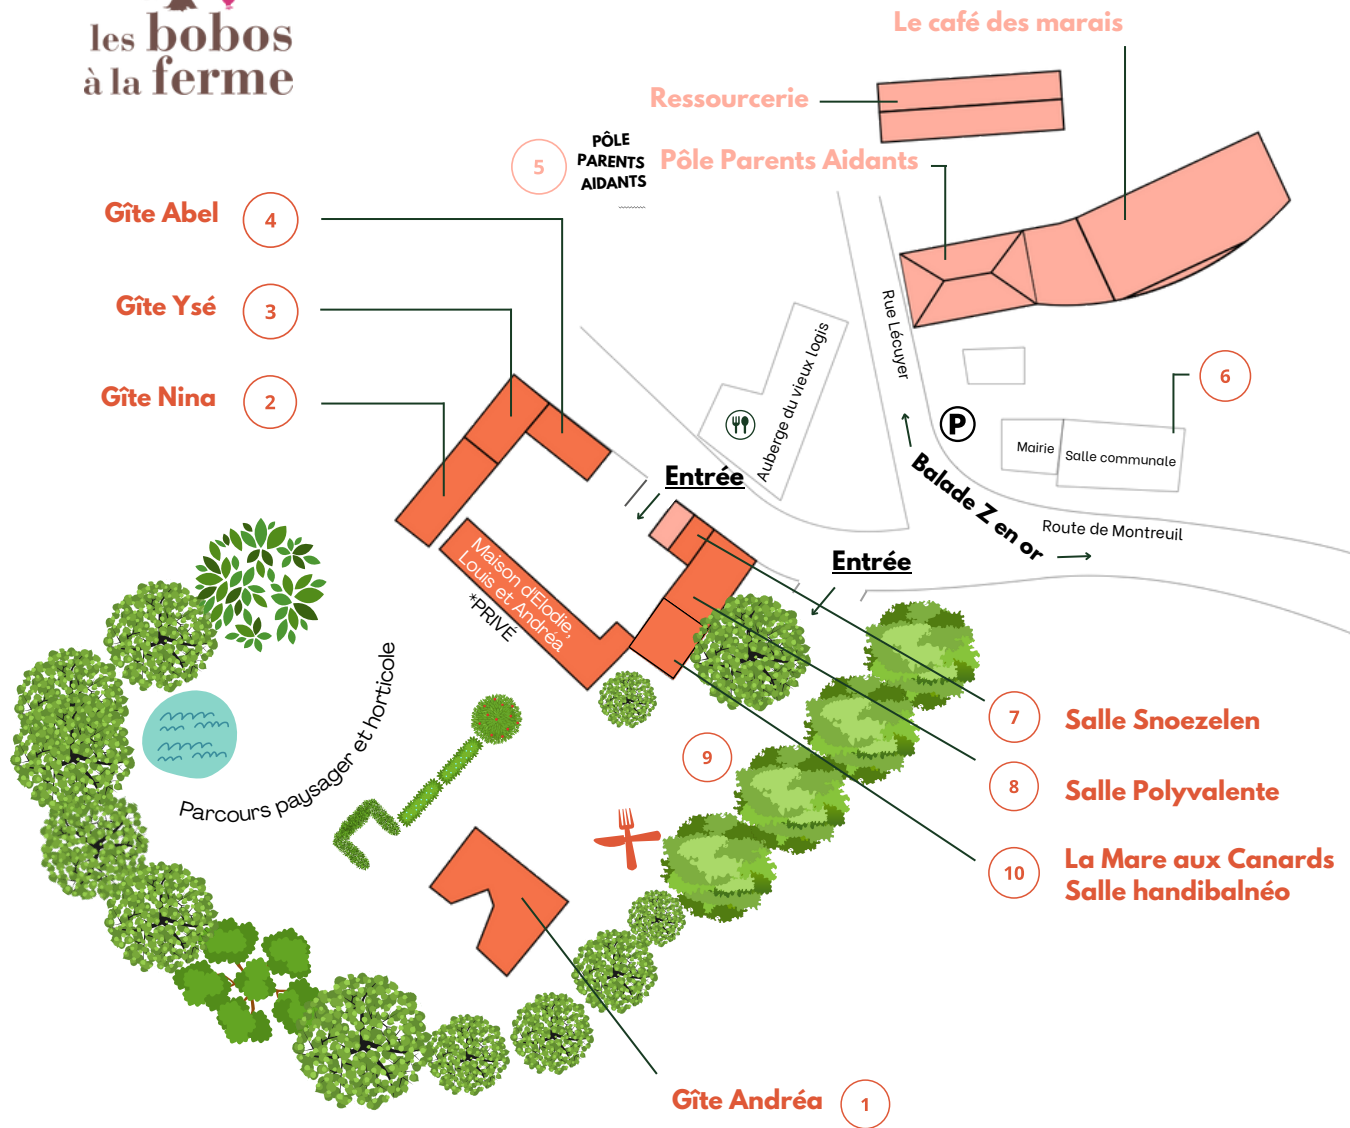 les bobos
à la ferme
Le café des marais
Ressourcerie
5
PÔLE
PARENTS
AIDANTS
Pôle Parents Aidants
Gîte Abel
4
Gîte Ysé
3
Gîte Nina
2
Rue Lécuyer
Auberge du vieux logis
6
P
Mairie
Salle communale
Entrée
Balade Z en or
Route de Montreuil
Entrée
Maison d'Elodie,
Louis et Andréa
*PRIVÉ
Parcours paysager et horticole
7
Salle Snoezelen
9
8
Salle Polyvalente
10
La Mare aux Canards
Salle handibalnéo
Gîte Andréa
1